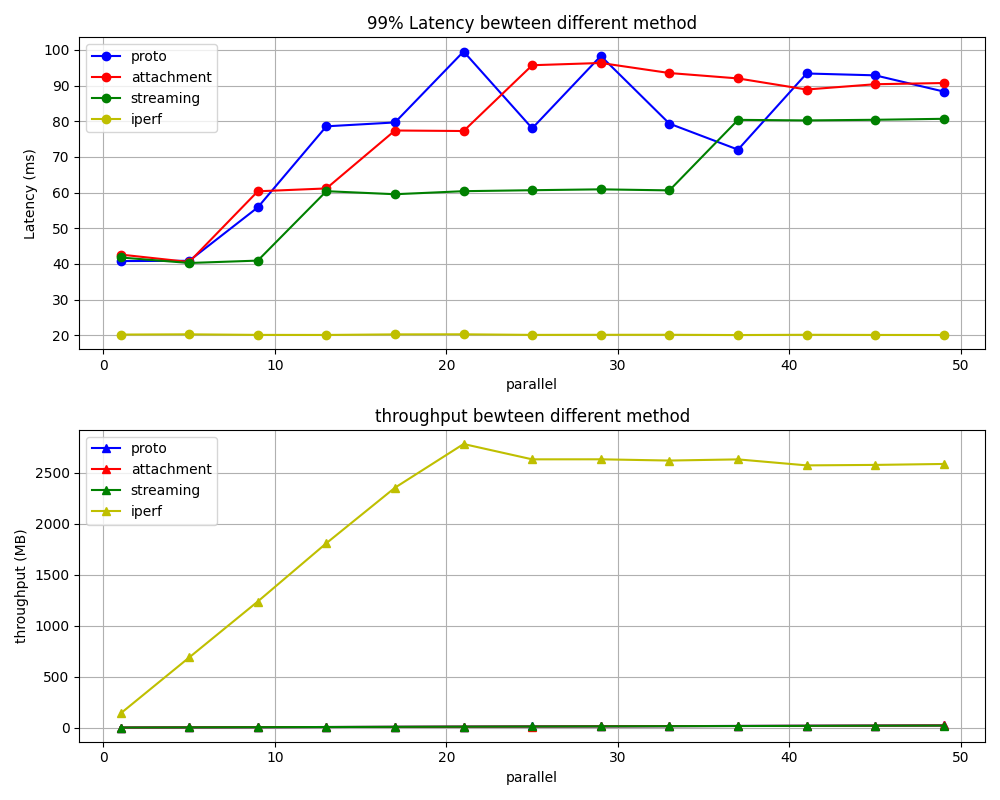 99% Latency bewteen different method
proto
attachment
streaming
iperf
Latency (ms)
100
90
80
70
60
50
40
30
20
0 10 20 30 40 50
parallel
throughput bewteen different method
proto
attachment
streaming
iperf
throughput (MB)
2500
2000
1500
1000
500
0
0 10 20 30 40 50
parallel